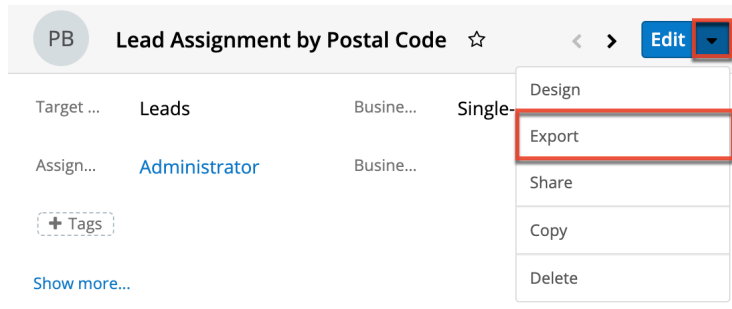 PB Lead Assignment by Postal Code Edit
Design
Target ... Leads Busine... Single-
Export
Assign... Administrator Busine...
Share
+ Tags
Copy
Delete
Show more...